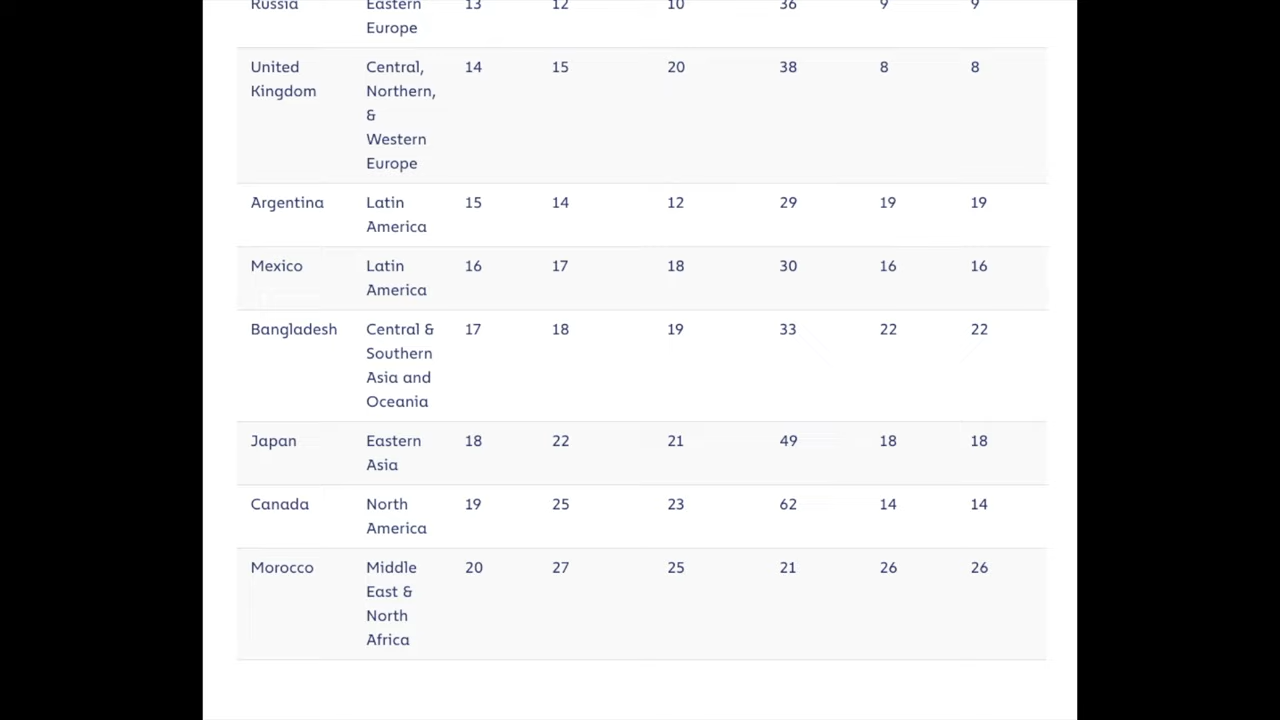 Russia Eastern 13 12 10 36 9 9
Europe
United Central, 14 15 20 38 8 8
Kingdom Northern,
&
Western
Europe
Argentina Latin 15 14 12 29 19 19
America
Mexico Latin 16 17 18 30 16 16
America
Bangladesh Central & 17 18 19 33 22 22
Southern
Asia and
Oceania
Japan Eastern 18 22 21 49 18 18
Asia
Canada North 19 25 23 62 14 14
America
Morocco Middle 20 27 25 21 26 26
East &
North
Africa